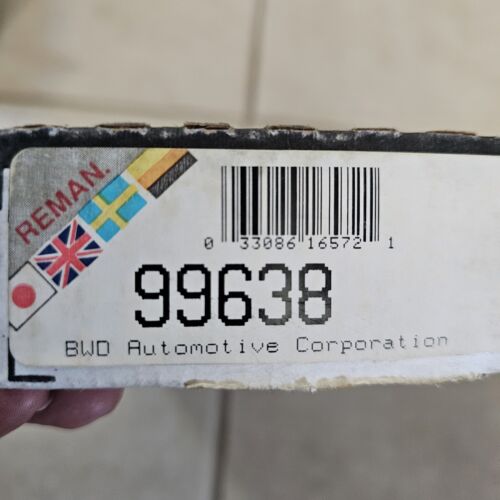 REMAN.
0 33086 16572 1
99638
BWD Automotive Corporation